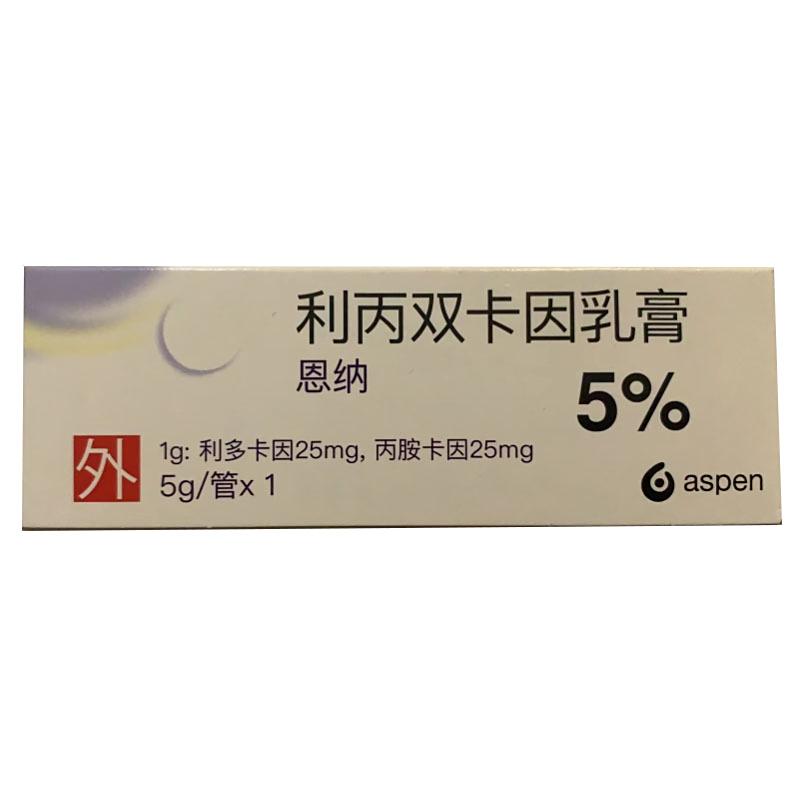 利丙双卡因乳膏
恩纳
5%
外
1g: 利多卡因25mg, 丙胺卡因25mg
5g/管x 1
aspen